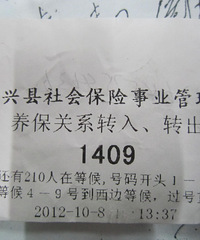 兴县社会保险事业管理
养保关系转入、转出
1409
还有210人在等候,号码开头1-
等候4-9号到西边等候,过号
2012-10-8 13:37